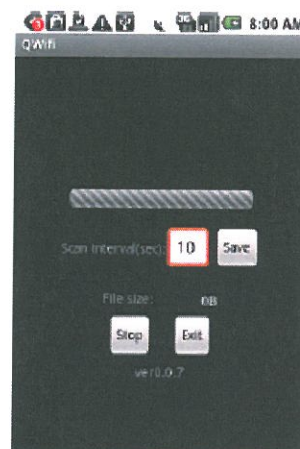 8:00 AM
QWifi
Scan Interval(sec): 10 Save
File size: 0B
Stop Exit
ver0.0.7